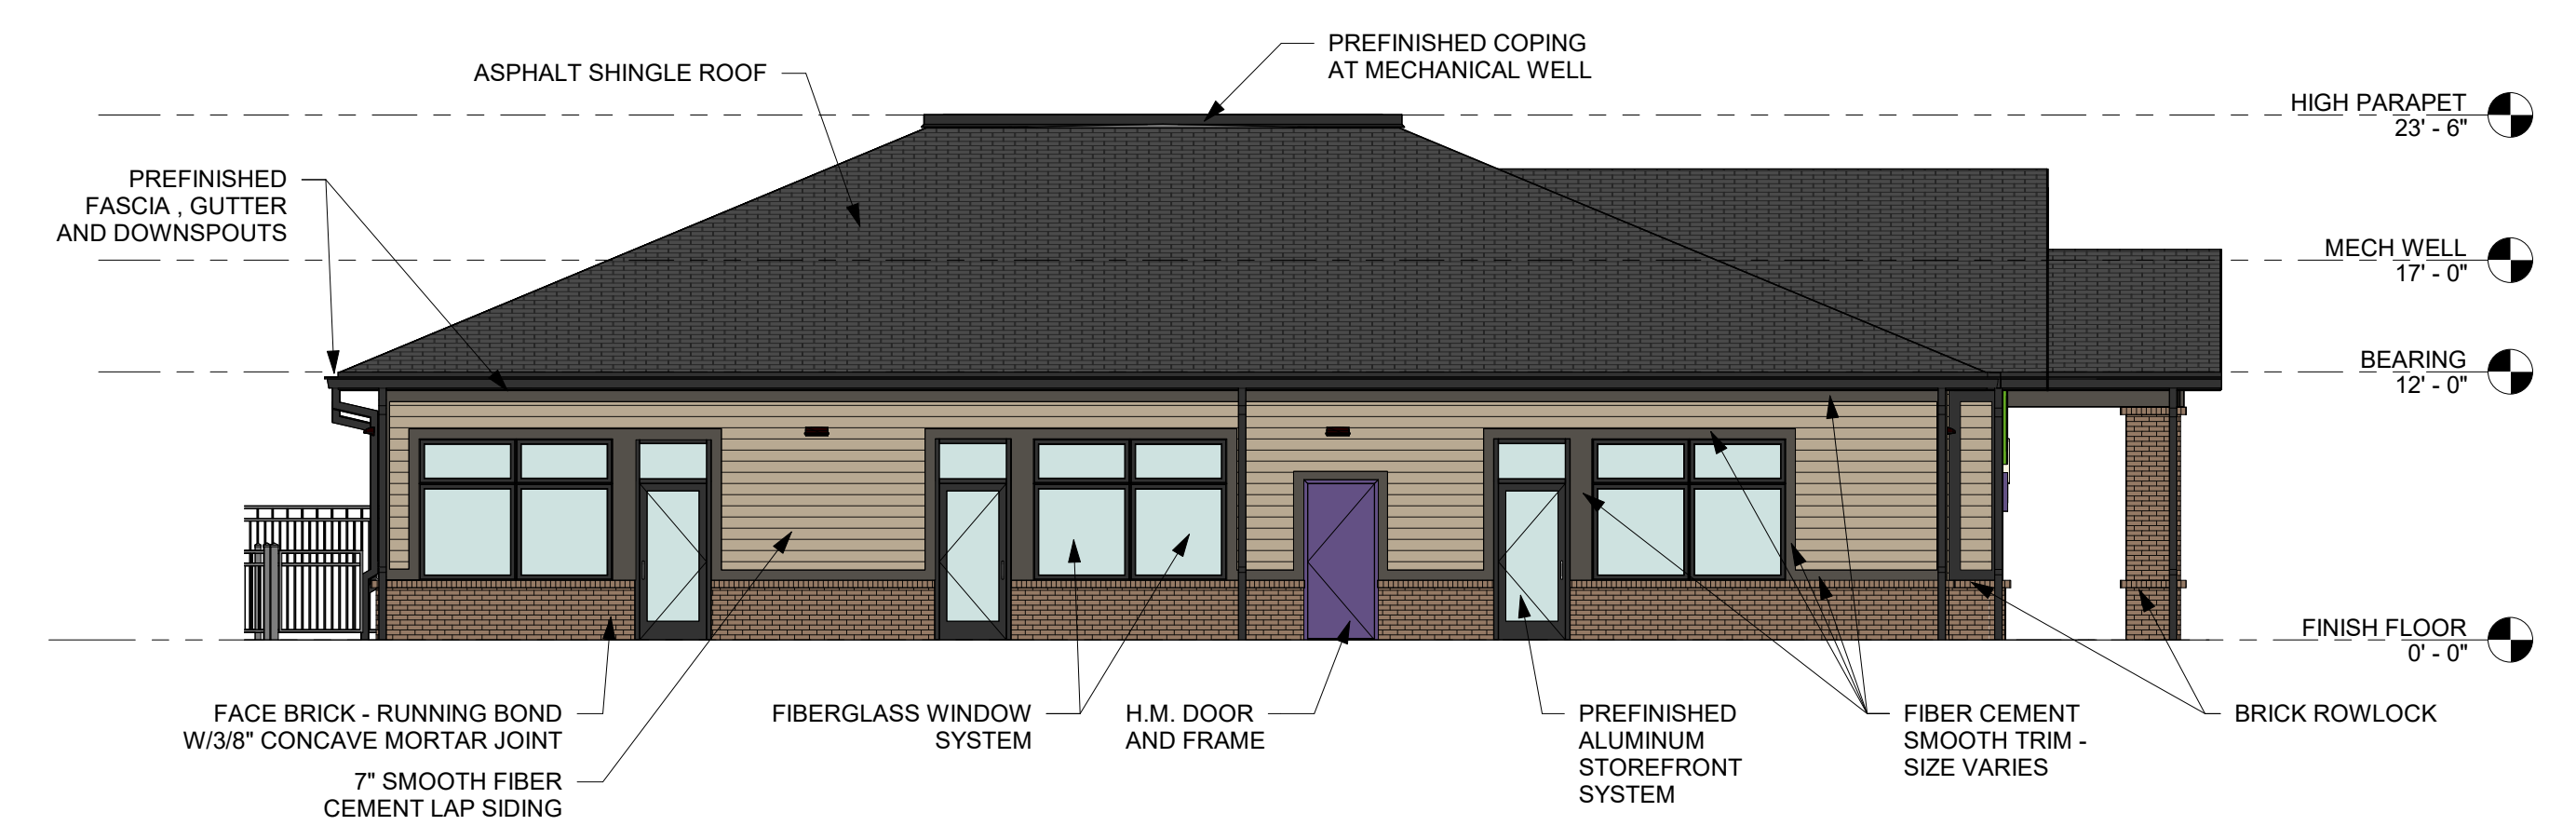 PREFINISHED COPING
AT MECHANICAL WELL
ASPHALT SHINGLE ROOF
HIGH PARAPET
23' - 6"
PREFINISHED
FASCIA , GUTTER
AND DOWNSPOUTS
MECH WELL
17' - 0"
BEARING
12' - 0"
FINISH FLOOR
0' - 0"
FACE BRICK - RUNNING BOND
W/3/8" CONCAVE MORTAR JOINT
7" SMOOTH FIBER
CEMENT LAP SIDING
FIBERGLASS WINDOW
SYSTEM
H.M. DOOR
AND FRAME
PREFINISHED
ALUMINUM
STOREFRONT
SYSTEM
FIBER CEMENT
SMOOTH TRIM -
SIZE VARIES
BRICK ROWLOCK